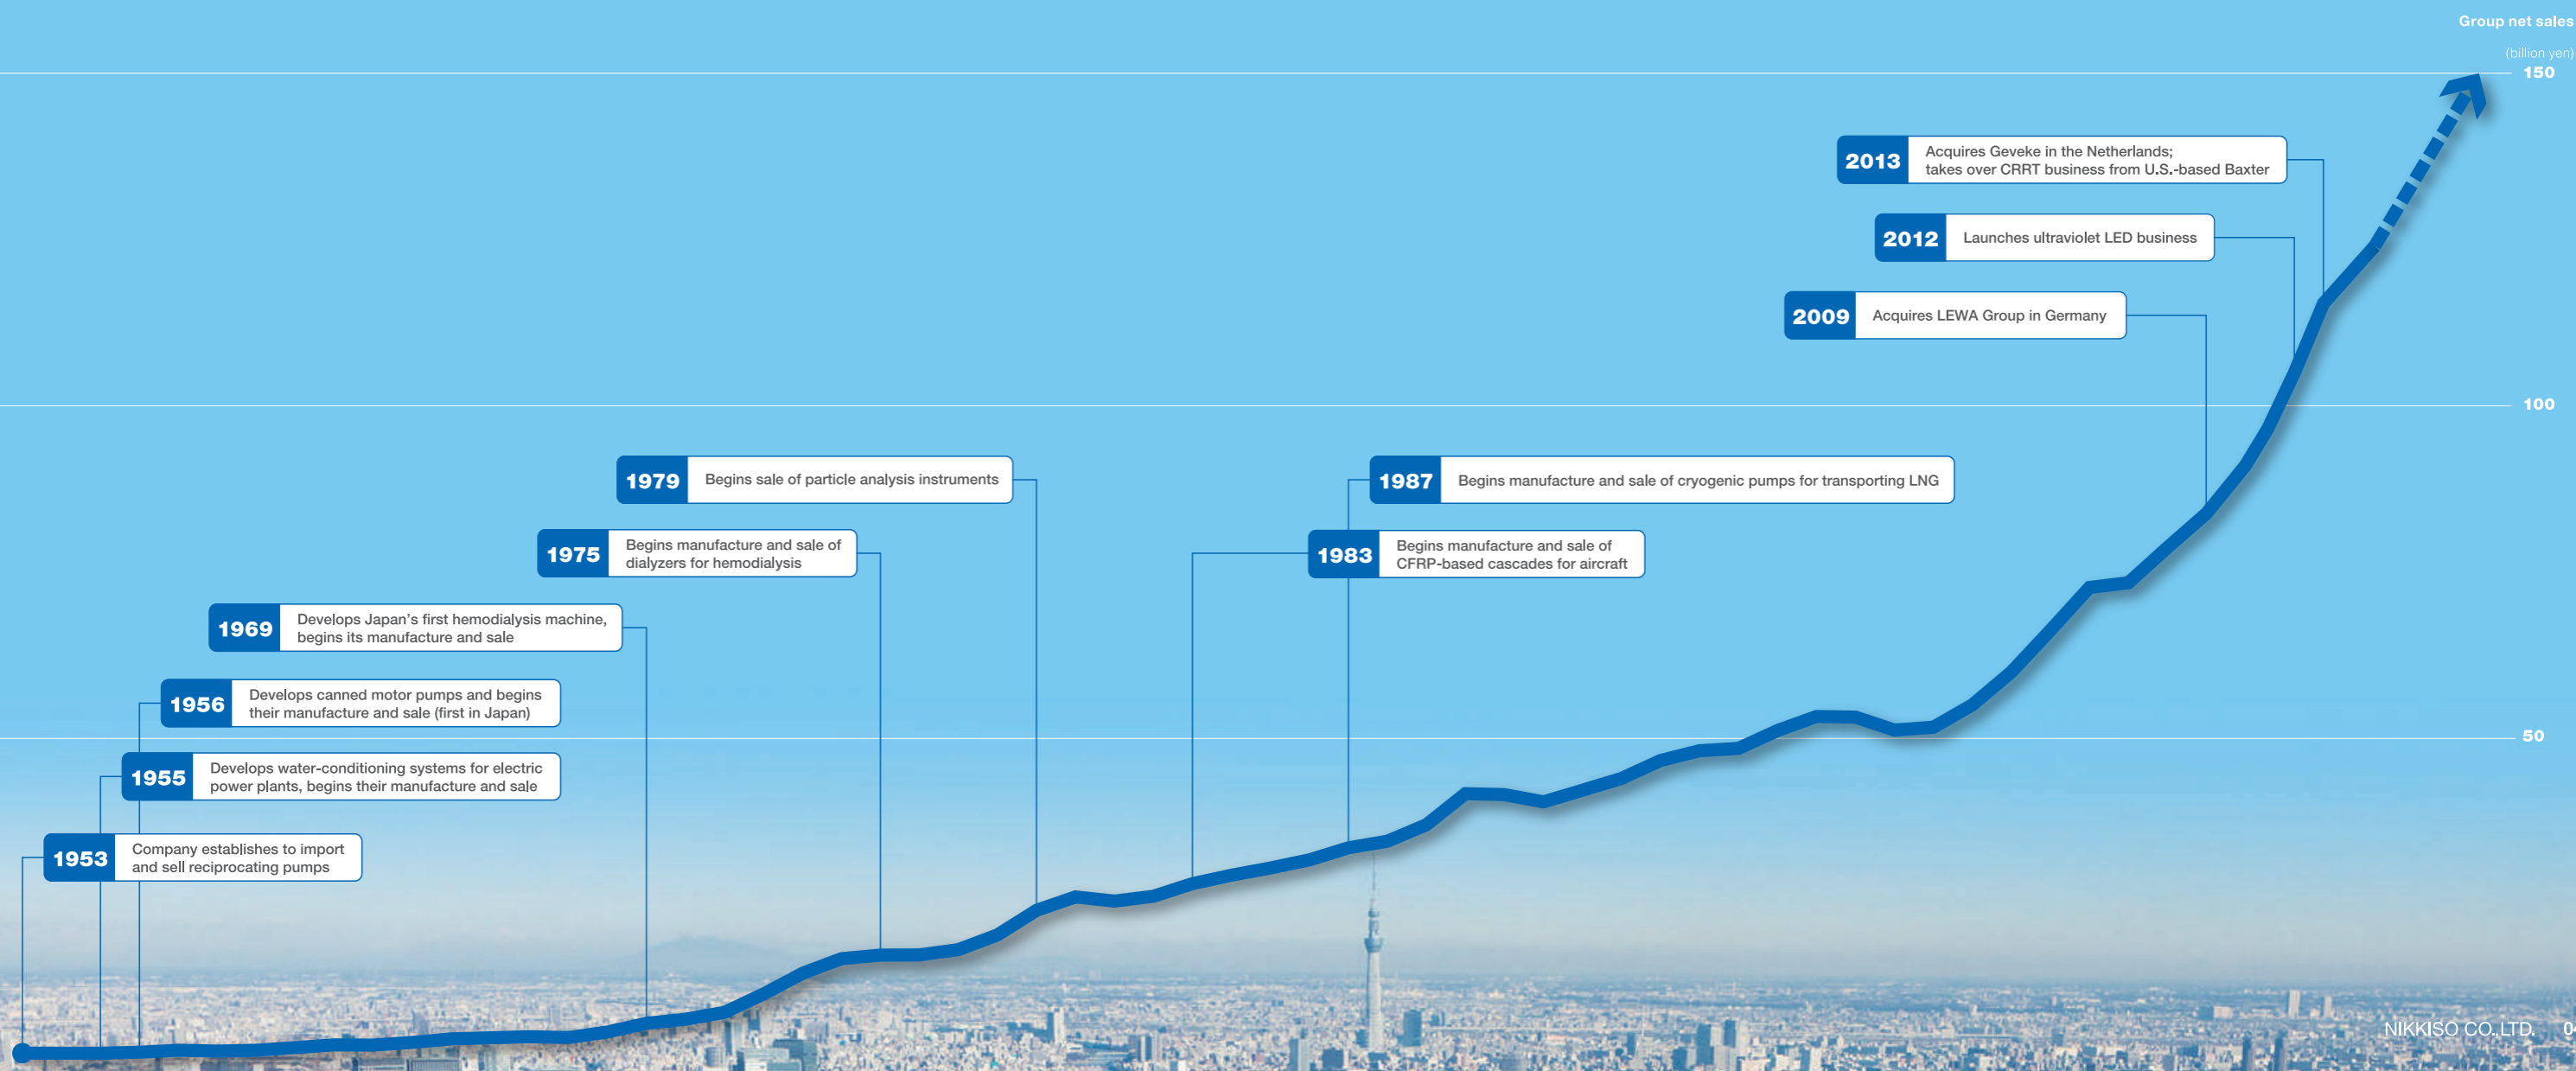 Group net sales
(billion yen)
150
2013
Acquires Geveke in the Netherlands;
takes over CRRT business from U.S.-based Baxter
2012
Launches ultraviolet LED business
2009
Acquires LEWA Group in Germany
100
1979
Begins sale of particle analysis instruments
1987
Begins manufacture and sale of cryogenic pumps for transporting LNG
1975
Begins manufacture and sale of
dialyzers for hemodialysis
1983
Begins manufacture and sale of
CFRP-based cascades for aircraft
1969
Develops Japan’s first hemodialysis machine,
begins its manufacture and sale
1956
Develops canned motor pumps and begins
their manufacture and sale (first in Japan)
50
1955
Develops water-conditioning systems for electric
power plants, begins their manufacture and sale
1953
Company establishes to import
and sell reciprocating pumps
NIKKISO CO.,LTD.